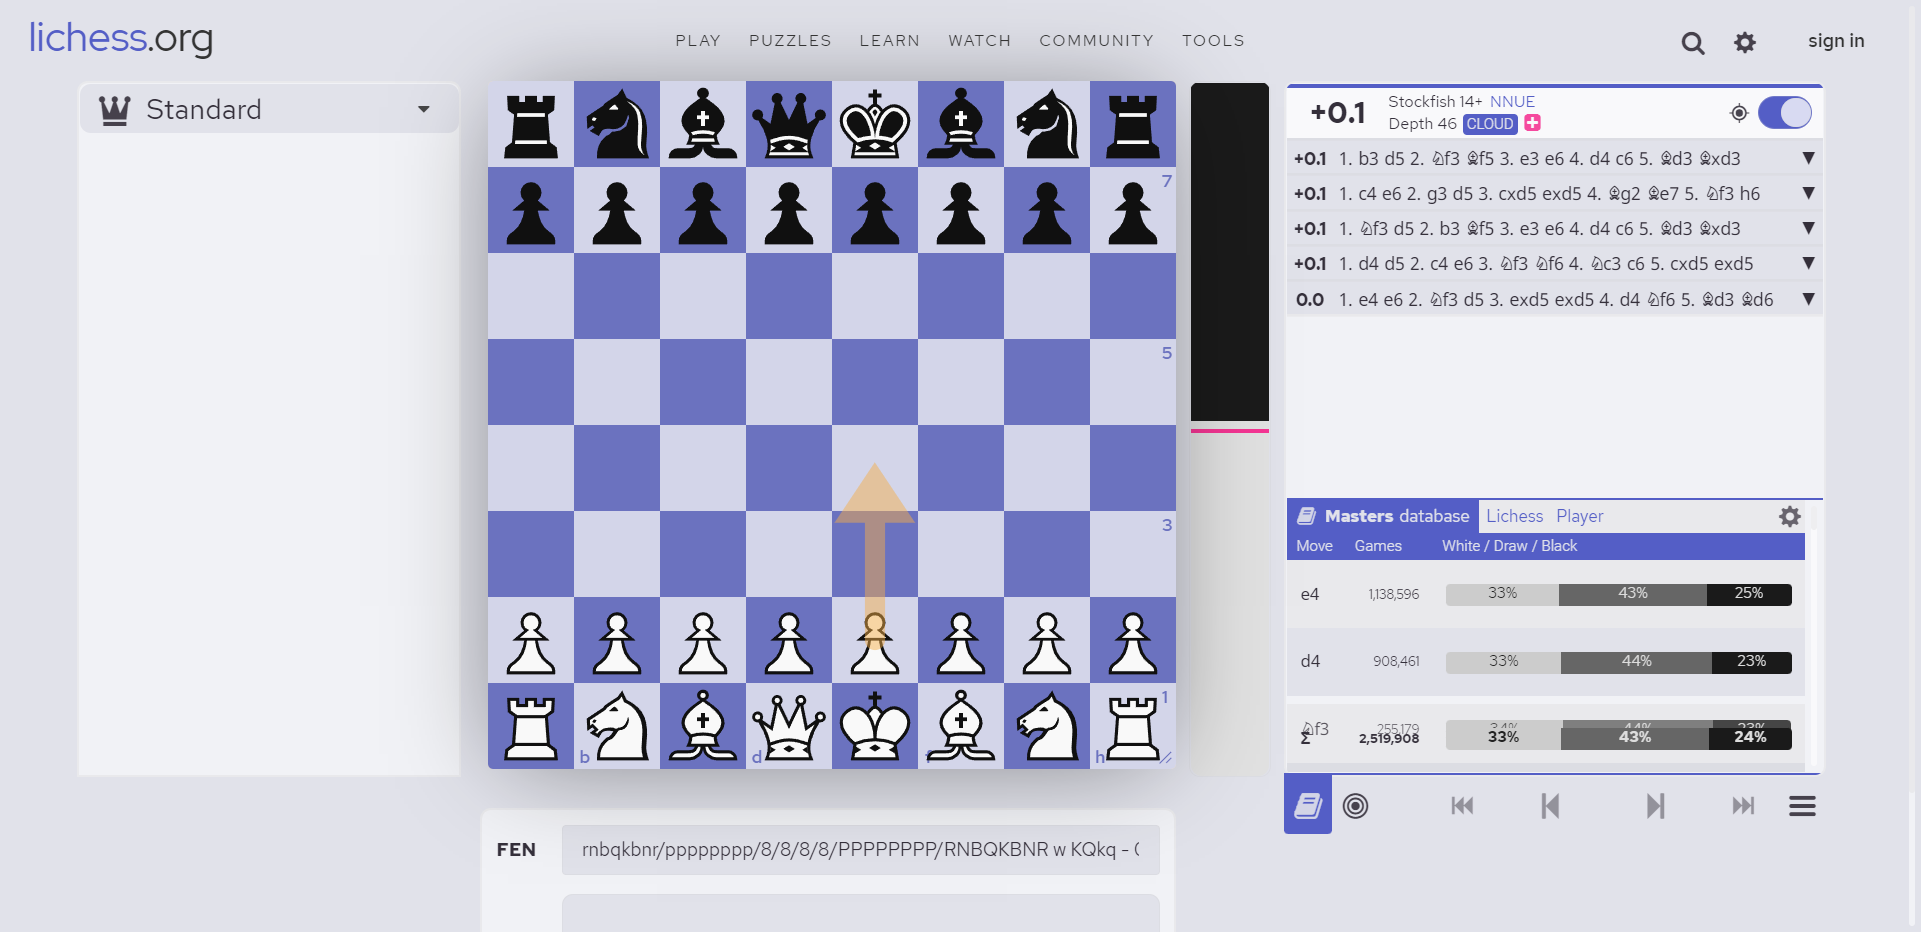 lichess.org
PLAY PUZZLES LEARN WATCH COMMUNITY TOOLS
sign in
Standard
7
5
3
1
b d f h
FEN rnbqkbnr/pppppppp/8/8/8/8/PPPPPPPP/RNBQKBNR w KQkq -
+0.1
Stockfish 14+ NNUE
Depth 46 CLOUD
+0.1 1. b3 d5 2. ♘f3 ♗f5 3. e3 e6 4. d4 c6 5. ♗d3 ♗xd3
+0.1 1. c4 e6 2. g3 d5 3. cxd5 exd5 4. ♗g2 ♗e7 5. ♘f3 h6
+0.1 1. ♘f3 d5 2. b3 ♗f5 3. e3 e6 4. d4 c6 5. ♗d3 ♗xd3
+0.1 1. d4 d5 2. c4 e6 3. ♘f3 ♘f6 4. ♘c3 c6 5. cxd5 exd5
0.0 1. e4 e6 2. ♘f3 d5 3. exd5 exd5 4. d4 ♘f6 5. ♗d3 ♗d6
Masters database Lichess Player
Move Games White / Draw / Black
e4 1,138,596 33% 43% 25%
d4 908,461 33% 44% 23%
♘f3 255,179 34% 44% 23%
Σ 2,519,908 33% 43% 24%